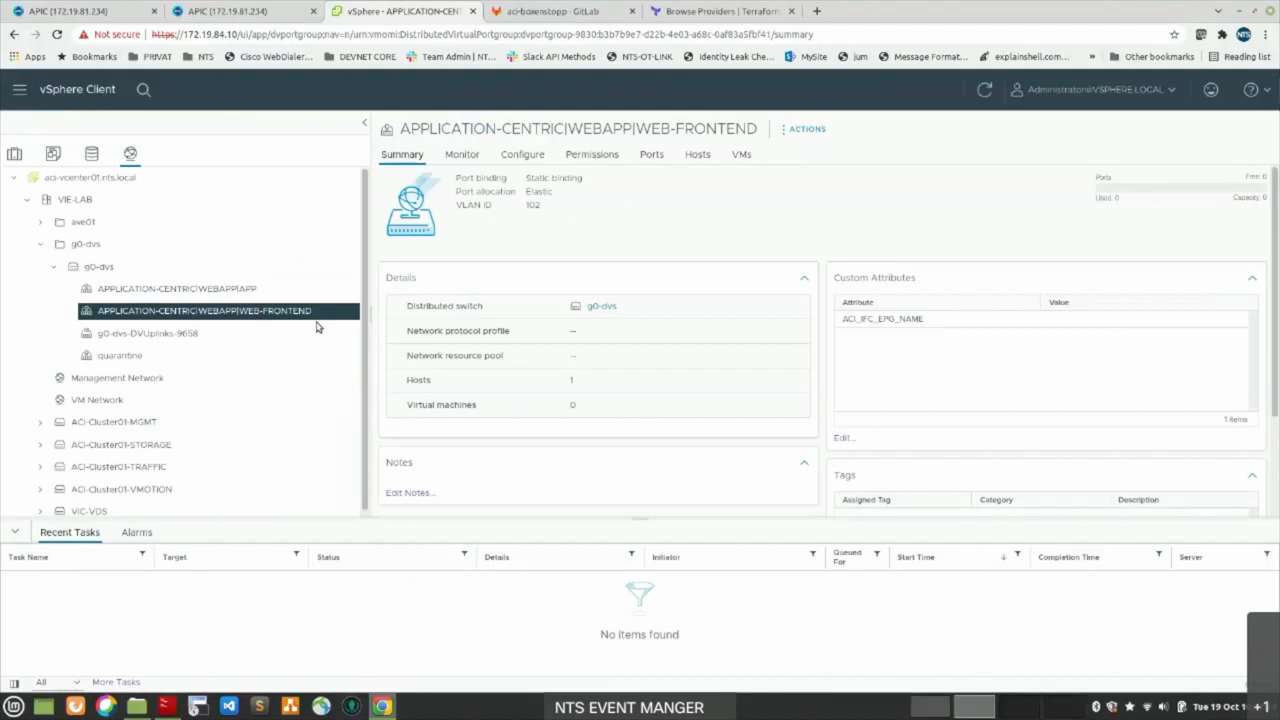 APIC (172.19.81.234)
APIC (172.19.81.234)
vSphere - APPLICATION-CENT
aci-boxenstopp · GitLab
Browse Providers | Terraform
Not secure
https://172.19.84.10/ui/app/dvportgroup;nav=n/urn:vmomi:DistributedVirtualPortgroup:dvportgroup-9830:b3b7b9e7-d22b-4e03-a68c-0af83a5fbf41/summary
Apps
Bookmarks
PRIVAT
NTS
Cisco WebDialer...
DEVNET CORE
Team Admin | NT...
Slack API Methods
NTS-OT-LINK
Identity Leak Che...
MySite
jum
Message Format...
explainshell.com...
»
Other bookmarks
Reading list
vSphere Client
Administrator@VSPHERE.LOCAL
aci-vcenter01.nts.local
VIE-LAB
ave01
g0-dvs
g0-dvs
APPLICATION-CENTRIC|WEBAPP|APP
APPLICATION-CENTRIC|WEBAPP|WEB-FRONTEND
g0-dvs-DVUplinks-9658
quarantine
Management Network
VM Network
ACI-Cluster01-MGMT
ACI-Cluster01-STORAGE
ACI-Cluster01-TRAFFIC
ACI-Cluster01-VMOTION
VIC-VDS
APPLICATION-CENTRIC|WEBAPP|WEB-FRONTEND
ACTIONS
Summary
Monitor
Configure
Permissions
Ports
Hosts
VMs
Port binding Static binding
Port allocation Elastic
VLAN ID 102
Ports Free: 0
Used: 0 Capacity: 0
Details
Distributed switch g0-dvs
Network protocol profile --
Network resource pool --
Hosts 1
Virtual machines 0
Notes
Edit Notes...
Custom Attributes
Attribute Value
ACI_IFC_EPG_NAME
1 items
Edit...
Tags
Assigned Tag Category Description
Recent Tasks Alarms
Task Name Target Status Details Initiator Queued For Start Time Completion Time Server
No items found
All More Tasks
NTS EVENT MANGER
Tue 19 Oct
+1